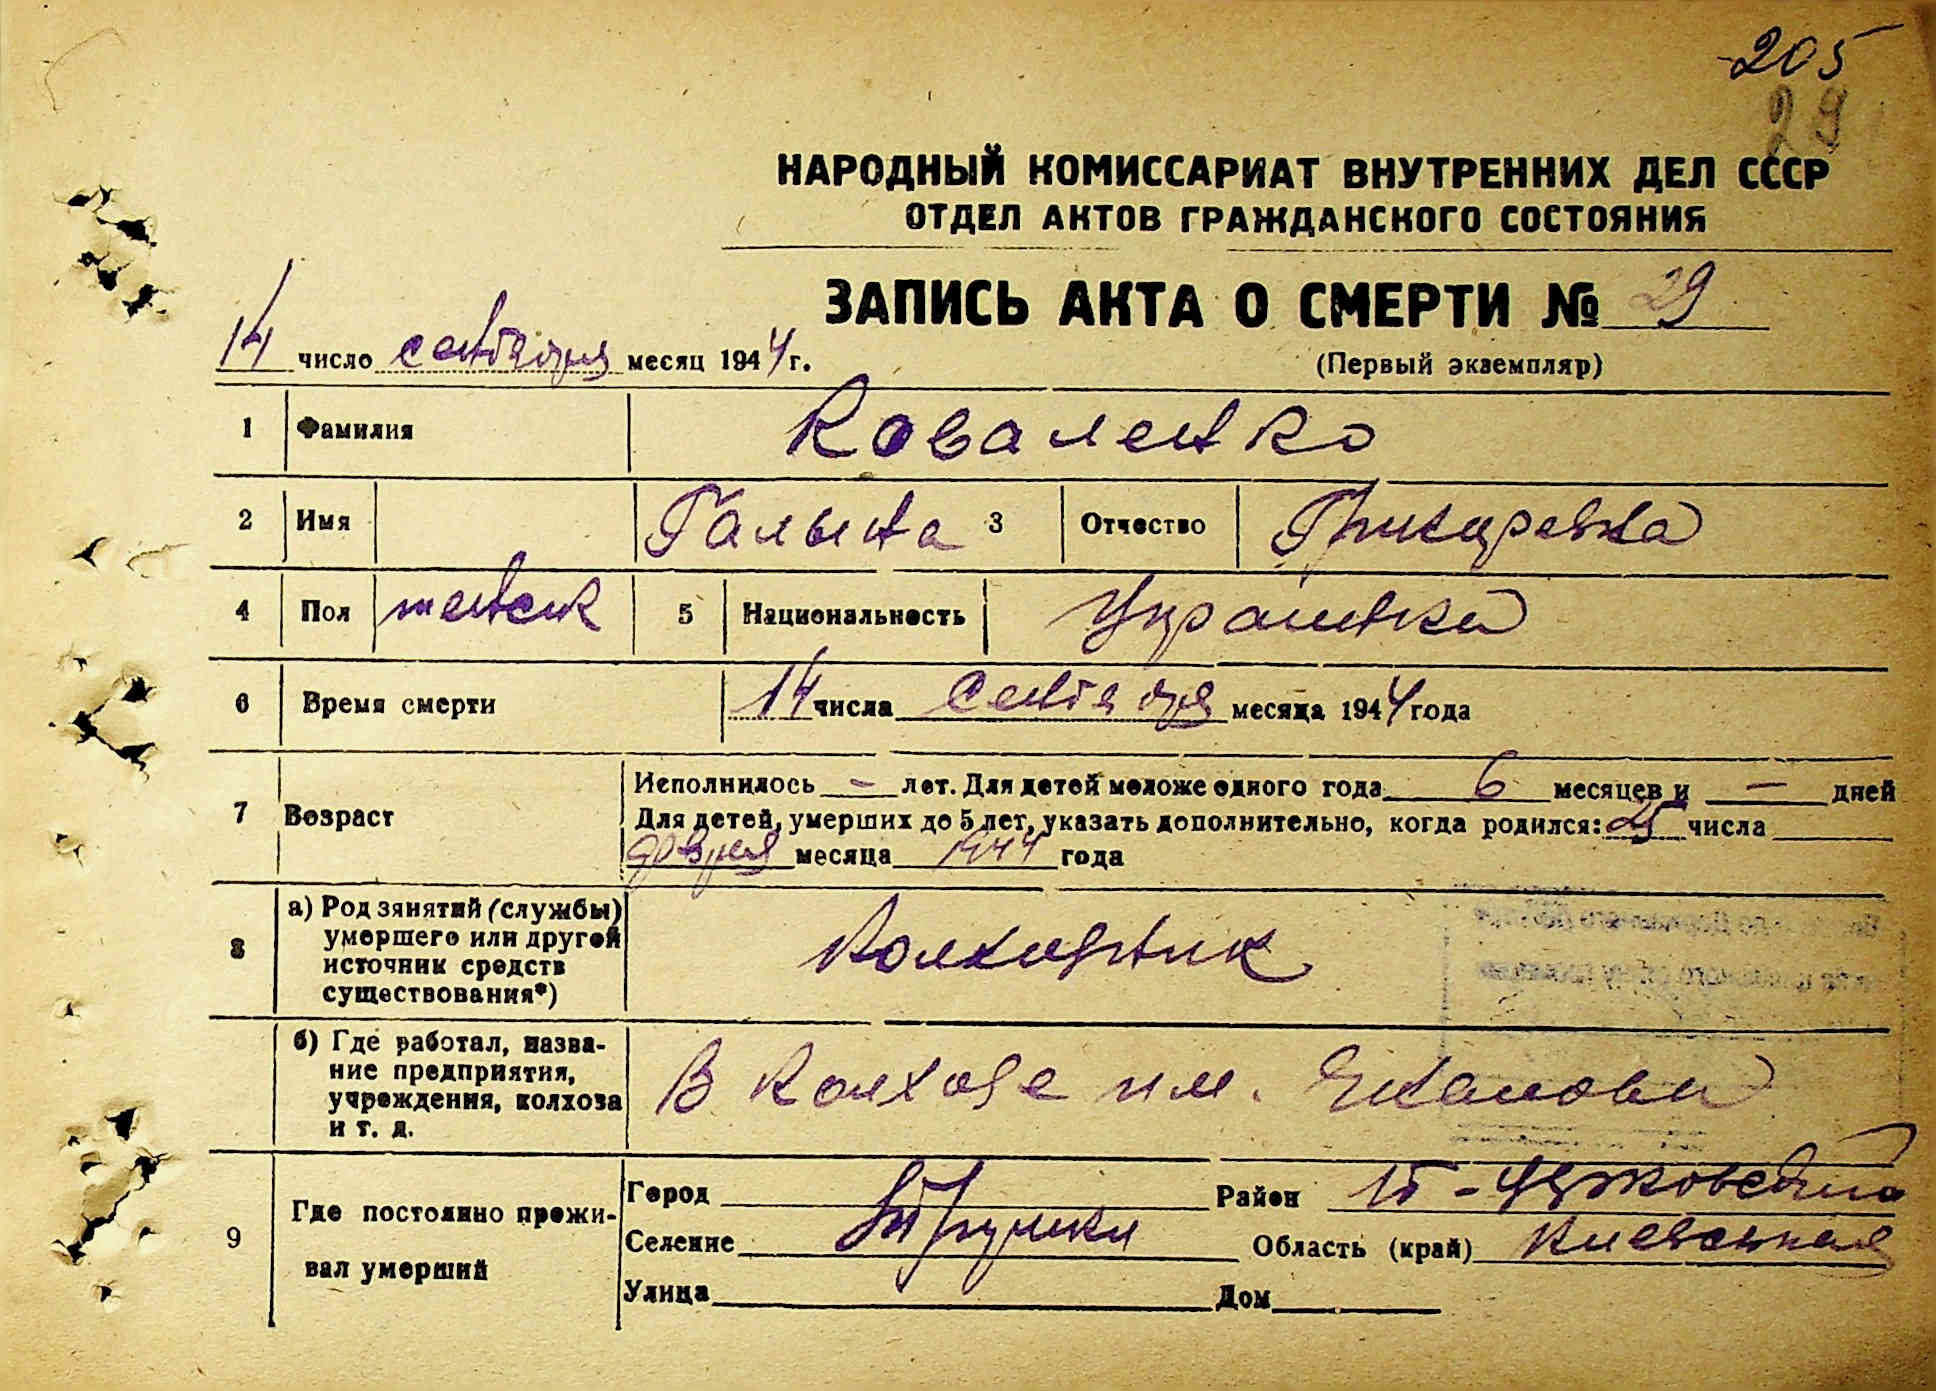 205
29
НАРОДНЫЙ КОМИССАРИАТ ВНУТРЕННИХ ДЕЛ СССР
ОТДЕЛ АКТОВ ГРАЖДАНСКОГО СОСТОЯНИЯ
ЗАПИСЬ АКТА О СМЕРТИ № 29
14 число сентября месяц 1944 г. (Первый экземпляр)
1 Фамилия Коваленко
2 Имя Галына 3 Отчество
4 Пол женск 5 Национальность Украинка
6 Время смерти 14 числа сентября месяца 1944 года
7 Возраст Исполнилось — лет. Для детей моложе одного года 6 месяцев и — дней
Для детей, умерших до 5 лет, указать дополнительно, когда родился: 25 числа
февраля месяца 1944 года
8 а) Род занятий (службы) умершего или другой источник средств существования*) Колхозник
б) Где работал, название предприятия, учреждения, колхоза и т. д. В колхозе им.
9 Где постоянно проживал умерший Город Район
Селение Область (край) Киевская
Улица Дом